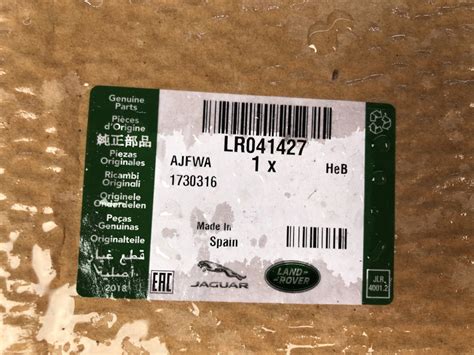 Genuine
Parts
Pièces
d'Origine
純正部品
Piezas
Originales
Ricambi
Originali
Originele
Onderdelen
Peças
Genuinas
Originalteile
قطع غيار
أصلية
2018
LR041427
AJFWA
1 x
HeB
1730316
Made In
Spain
EAC
JAGUAR
LAND-
ROVER
JLR
4001.2